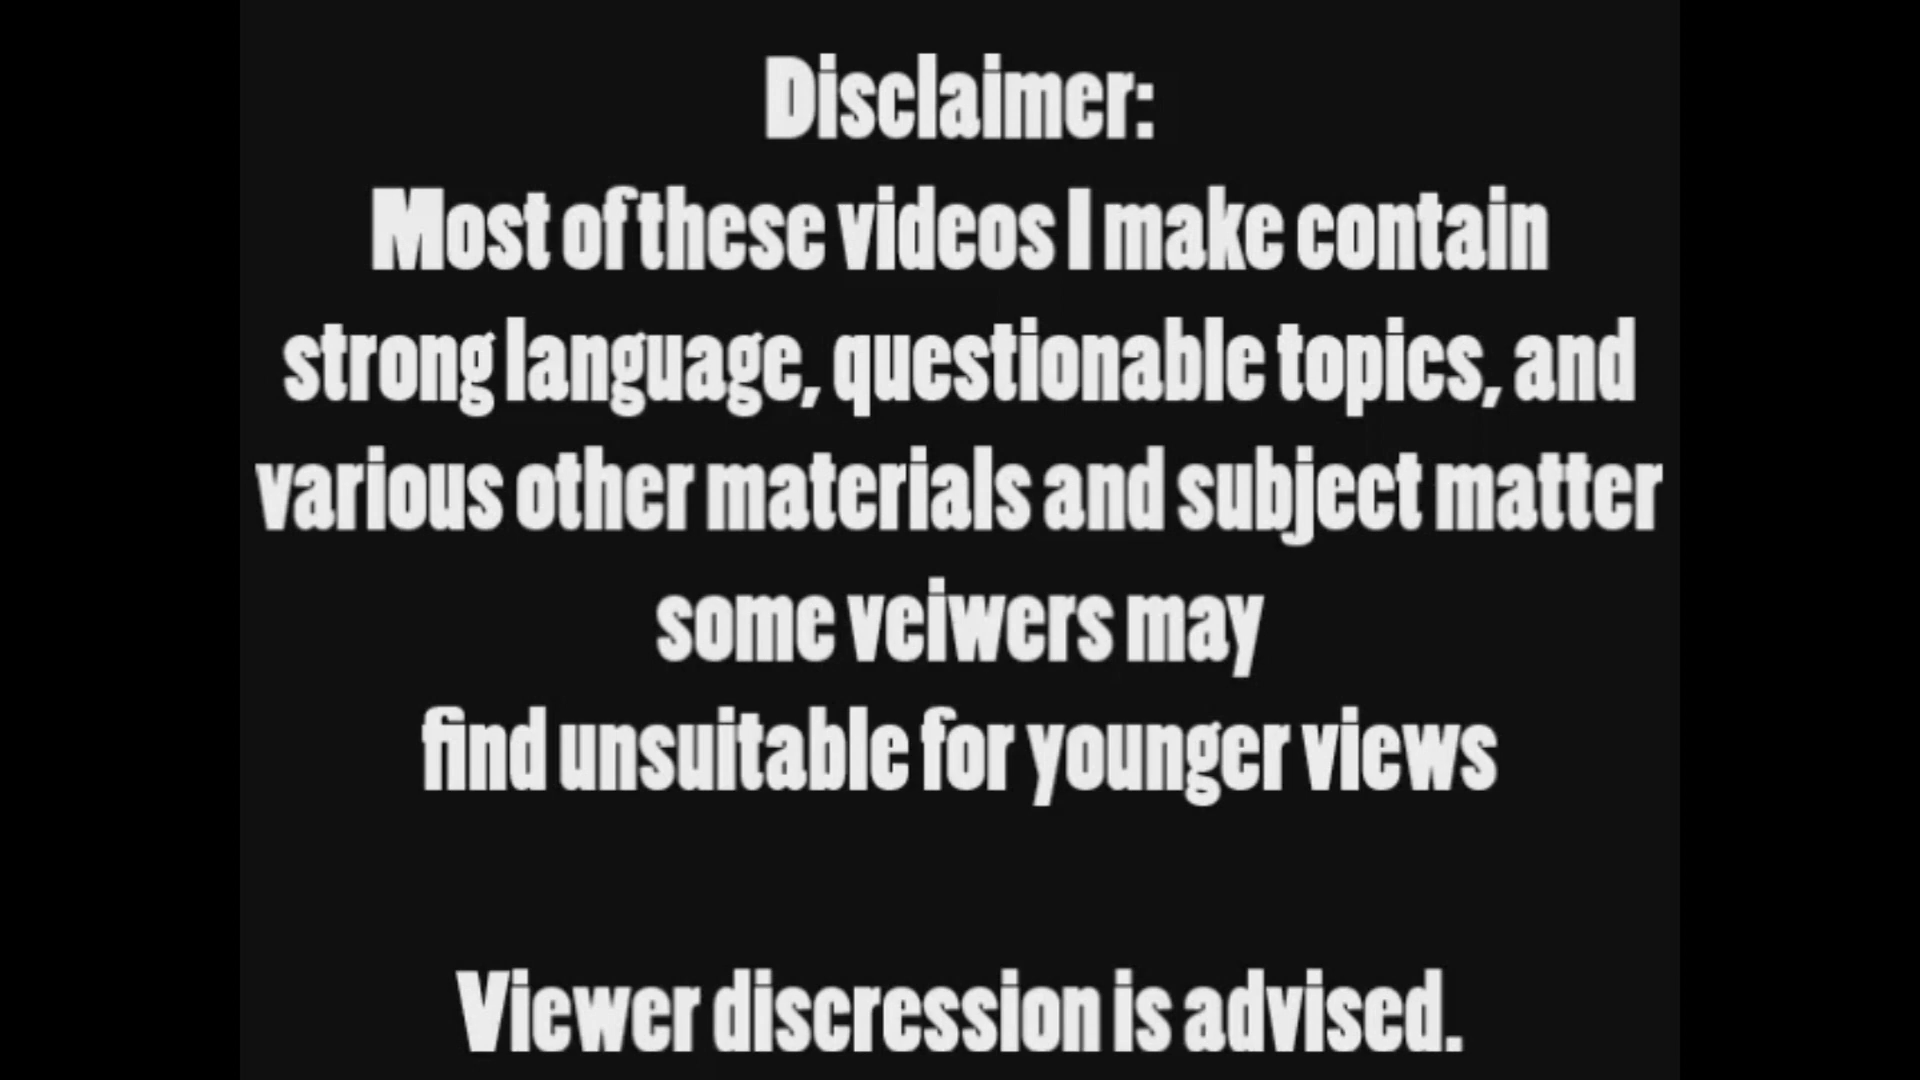 Disclaimer:
Most of these videos I make contain
strong language, questionable topics, and
various other materials and subject matter
some veiwers may
find unsuitable for younger views
Viewer discression is advised.